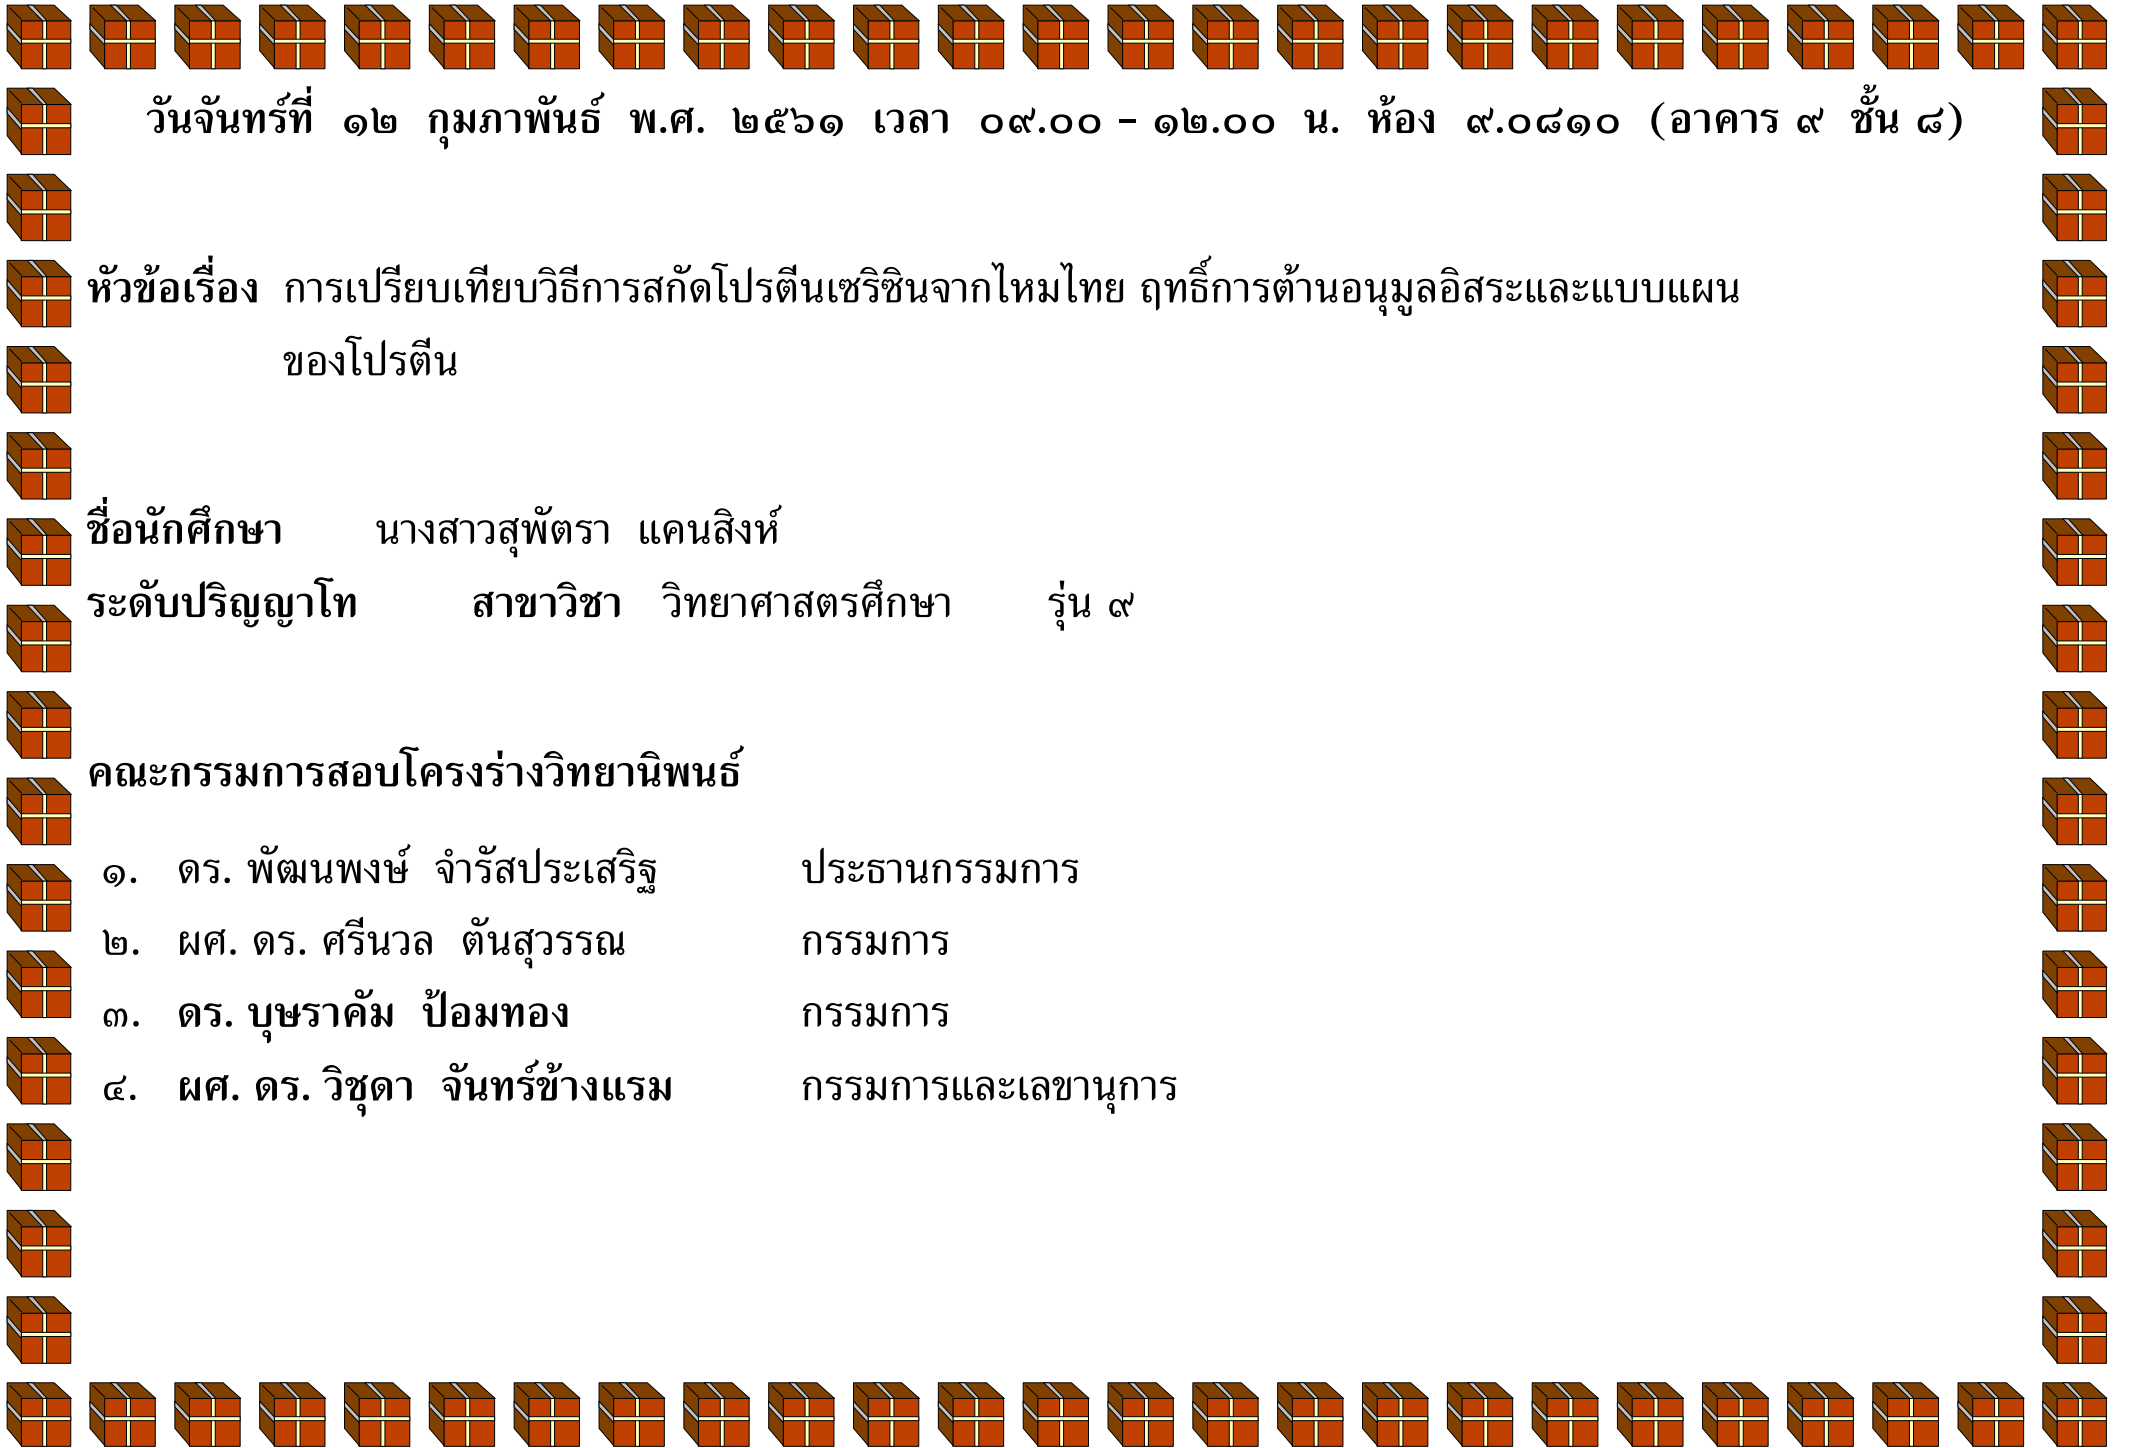 วันจันทร์ที่ ๑๒ กุมภาพันธ์ พ.ศ. ๒๕๖๑ เวลา ๐๙.๐๐ - ๑๒.๐๐ น. ห้อง ๙.๐๘๑๐ (อาคาร ๙ ชั้น ๘)
หัวข้อเรื่อง การเปรียบเทียบวิธีการสกัดโปรตีนเซริซินจากไหมไทย ฤทธิ์การต้านอนุมูลอิสระและแบบแผน
ของโปรตีน
ชื่อนักศึกษา นางสาวสุพัตรา แคนสิงห์
ระดับปริญญาโท สาขาวิชา วิทยาศาสตรศึกษา รุ่น ๙
คณะกรรมการสอบโครงร่างวิทยานิพนธ์
๑. ดร. พัฒนพงษ์ จำรัสประเสริฐ ประธานกรรมการ
๒. ผศ. ดร. ศรีนวล ตันสุวรรณ กรรมการ
๓. ดร. บุษราคัม ป้อมทอง กรรมการ
๔. ผศ. ดร. วิชุดา จันทร์ข้างแรม กรรมการและเลขานุการ